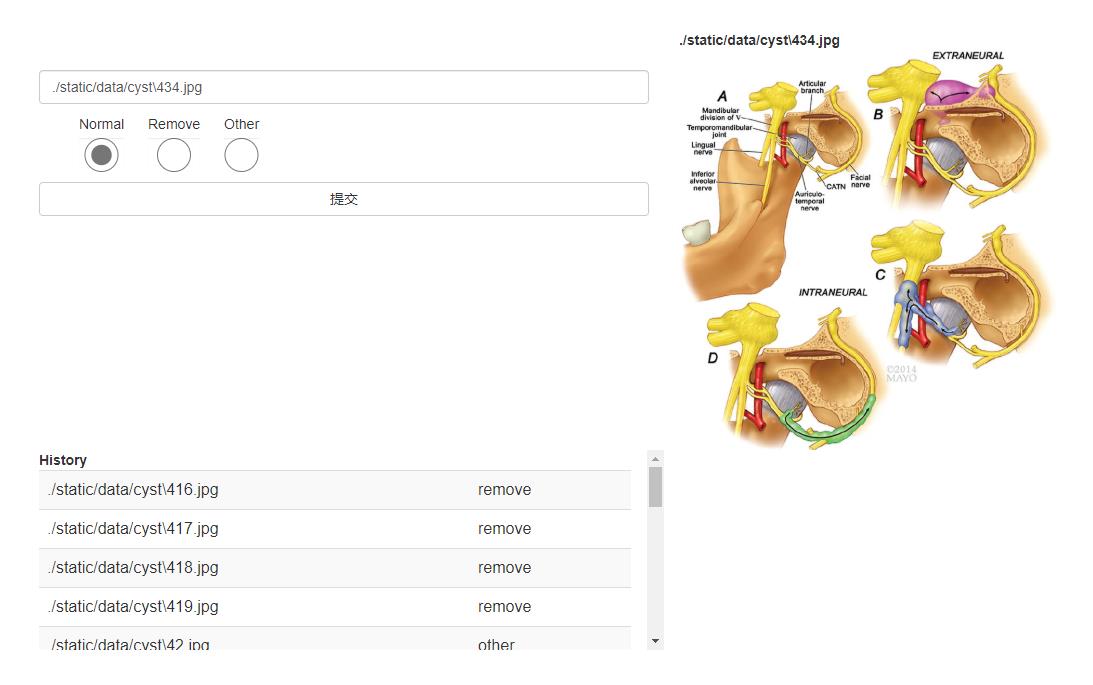 ./static/data/cyst\434.jpg
Normal Remove Other
提交
History
./static/data/cyst\416.jpg remove
./static/data/cyst\417.jpg remove
./static/data/cyst\418.jpg remove
./static/data/cyst\419.jpg remove
./static/data/cyst\42.jpg other
./static/data/cyst\434.jpg
EXTRANEURAL
A
Articular
branch
Mandibular
division of V
Temporomandibular
joint
Lingual
nerve
Inferior
alveolar
nerve
Facial
nerve
CATN
Auriculo-
temporal
nerve
B
C
INTRANEURAL
D
©2014
MAYO